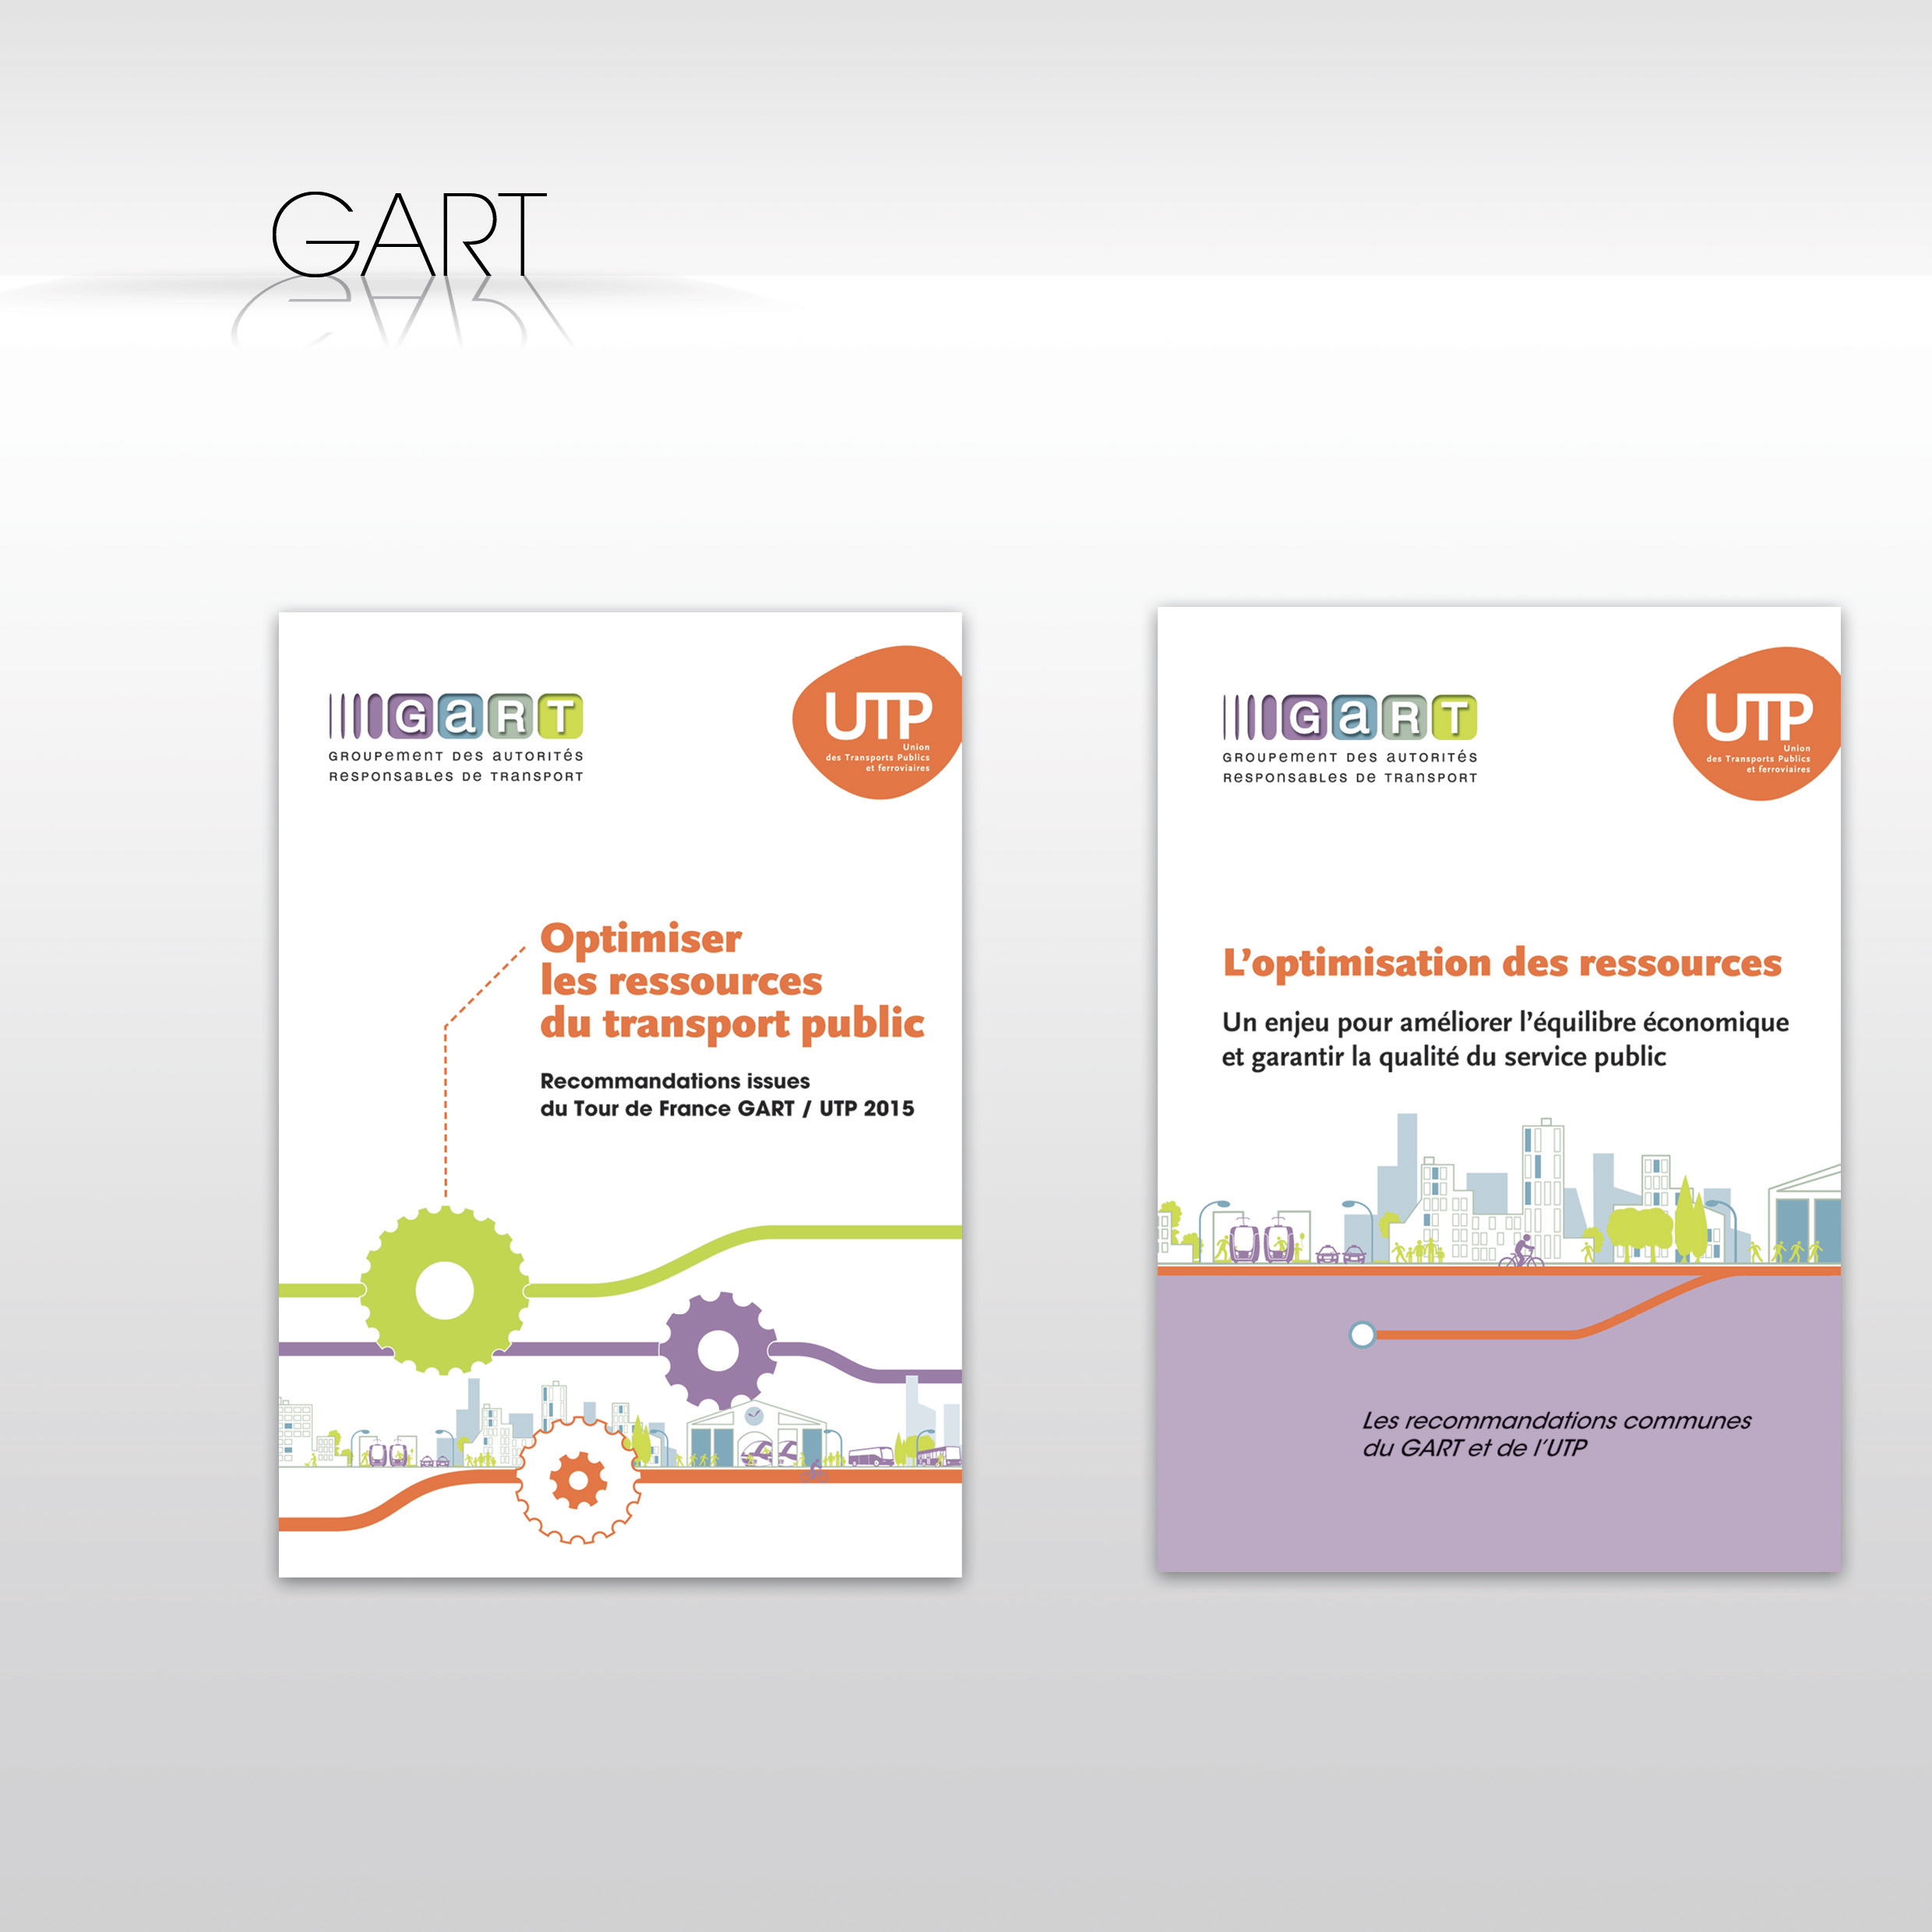 GART
GaRT
GROUPEMENT DES AUTORITÉS
RESPONSABLES DE TRANSPORT
UTP
Union
des Transports Publics
et ferroviaires
Optimiser
les ressources
du transport public
Recommandations issues
du Tour de France GART / UTP 2015
GaRT
GROUPEMENT DES AUTORITÉS
RESPONSABLES DE TRANSPORT
UTP
Union
des Transports Publics
et ferroviaires
L’optimisation des ressources
Un enjeu pour améliorer l’équilibre économique
et garantir la qualité du service public
Les recommandations communes
du GART et de l’UTP